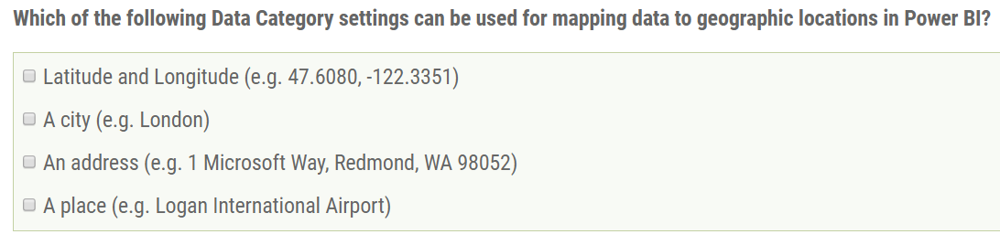 Which of the following Data Category settings can be used for mapping data to geographic locations in Power BI?
Latitude and Longitude (e.g. 47.6080, -122.3351)
A city (e.g. London)
An address (e.g. 1 Microsoft Way, Redmond, WA 98052)
A place (e.g. Logan International Airport)